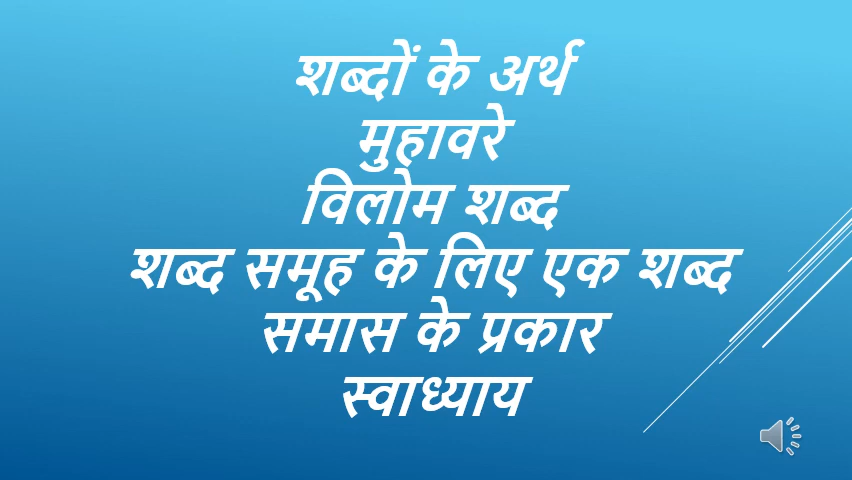 शब्दों के अर्थ
मुहावरे
विलोम शब्द
शब्द समूह के लिए एक शब्द
समास के प्रकार
स्वाध्याय